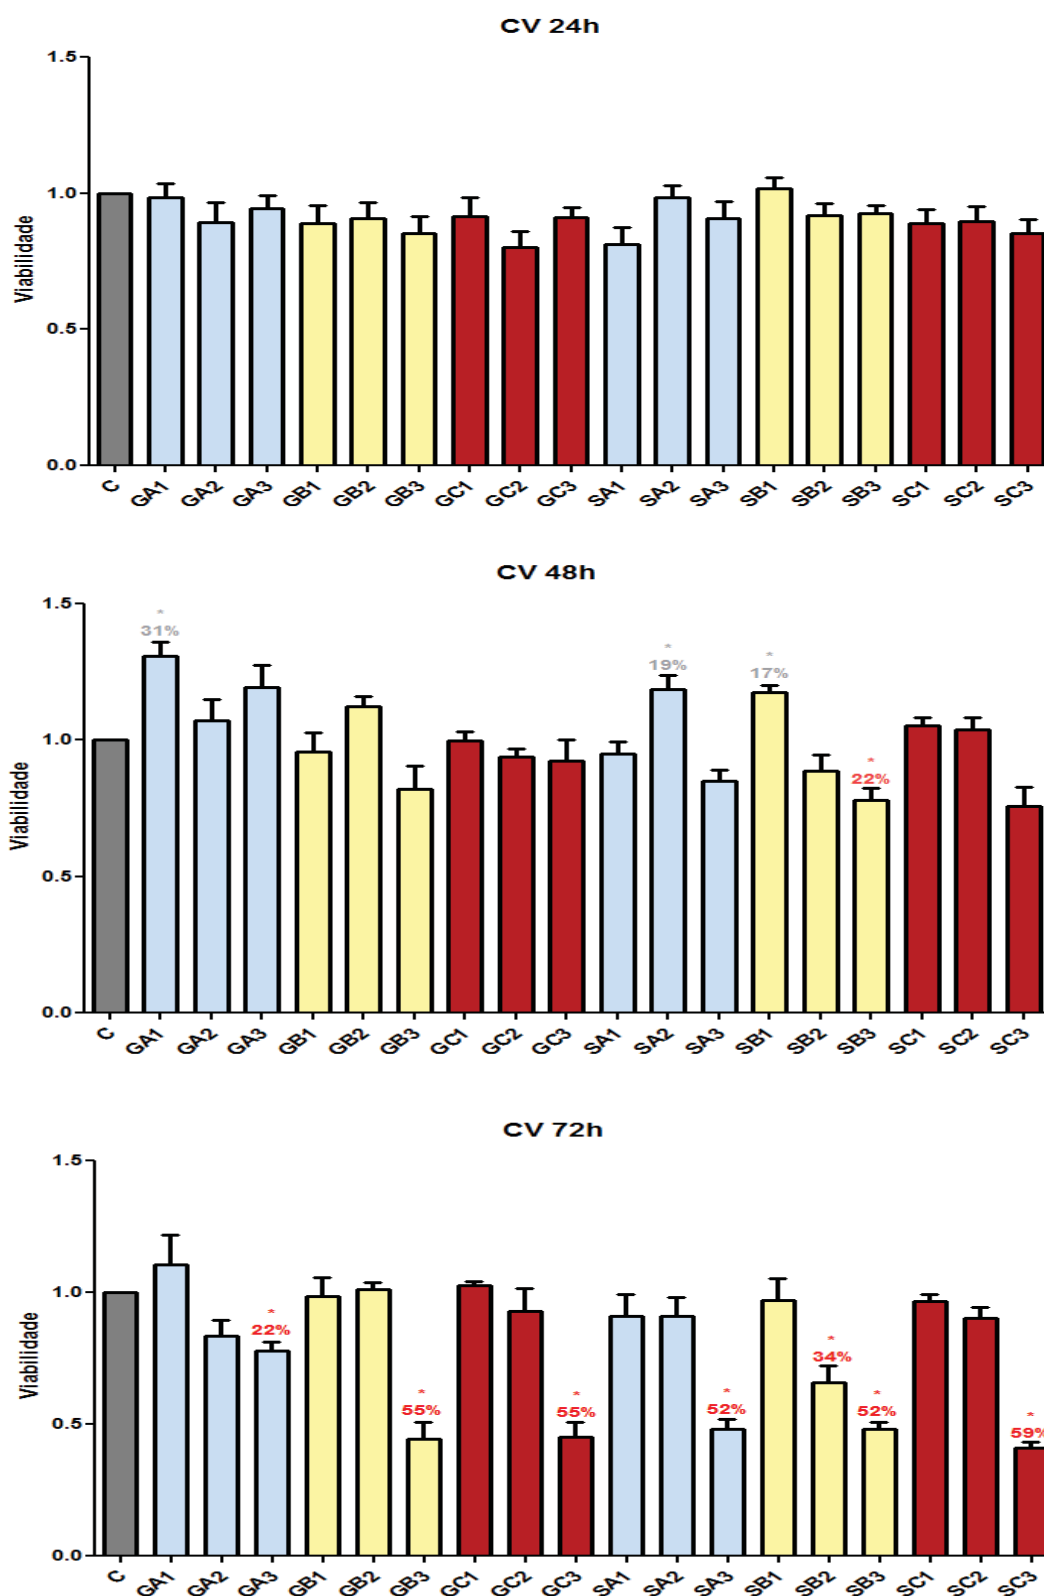 CV 24h
1.5
1.0
0.5
0.0
Viabilidade
C GA1 GA2 GA3 GB1 GB2 GB3 GC1 GC2 GC3 SA1 SA2 SA3 SB1 SB2 SB3 SC1 SC2 SC3
CV 48h
1.5
1.0
0.5
0.0
Viabilidade
* 31%
* 19%
* 17%
* 22%
C GA1 GA2 GA3 GB1 GB2 GB3 GC1 GC2 GC3 SA1 SA2 SA3 SB1 SB2 SB3 SC1 SC2 SC3
CV 72h
1.5
1.0
0.5
0.0
Viabilidade
* 22%
* 55%
* 55%
* 52%
* 34%
* 52%
* 59%
C GA1 GA2 GA3 GB1 GB2 GB3 GC1 GC2 GC3 SA1 SA2 SA3 SB1 SB2 SB3 SC1 SC2 SC3